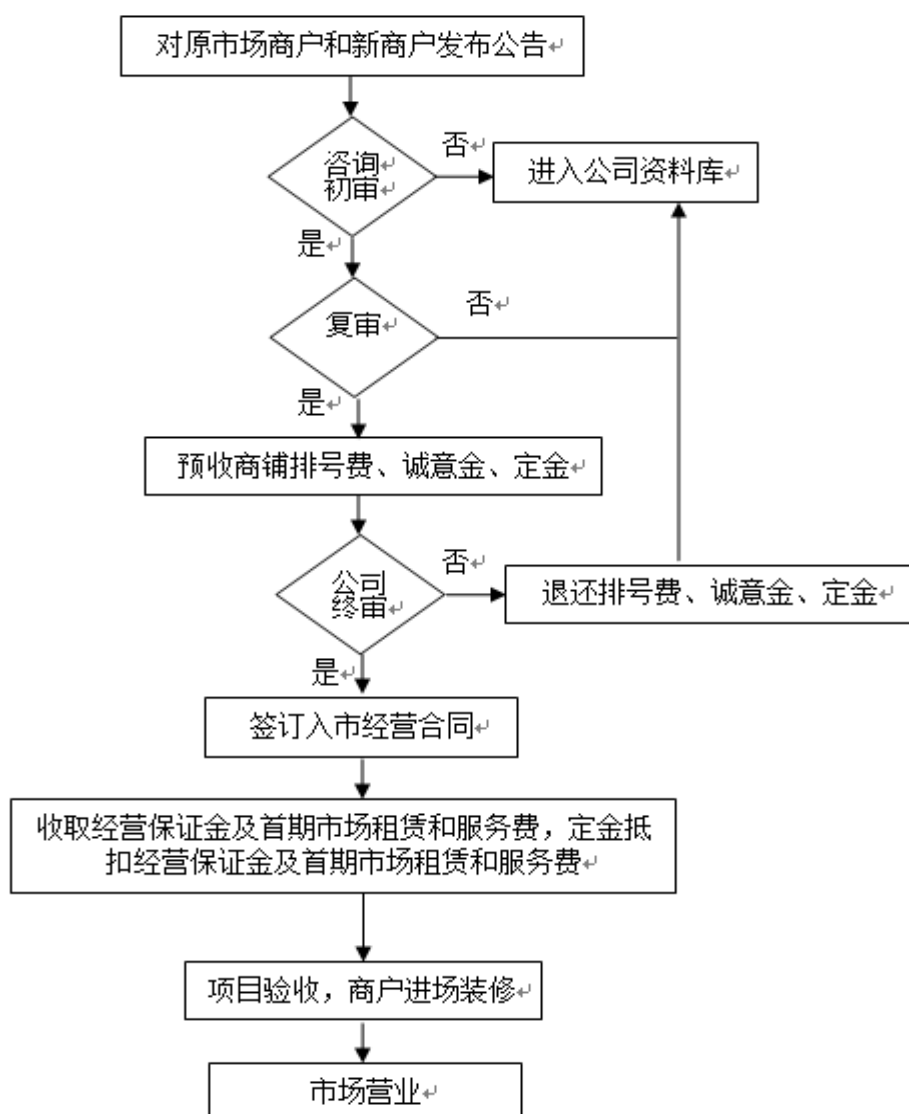 对原市场商户和新商户发布公告
咨询
初审
否
进入公司资料库
是
复审
否
是
预收商铺排号费、诚意金、定金
公司
终审
否
退还排号费、诚意金、定金
是
签订入市经营合同
收取经营保证金及首期市场租赁和服务费，定金抵
扣经营保证金及首期市场租赁和服务费
项目验收，商户进场装修
市场营业